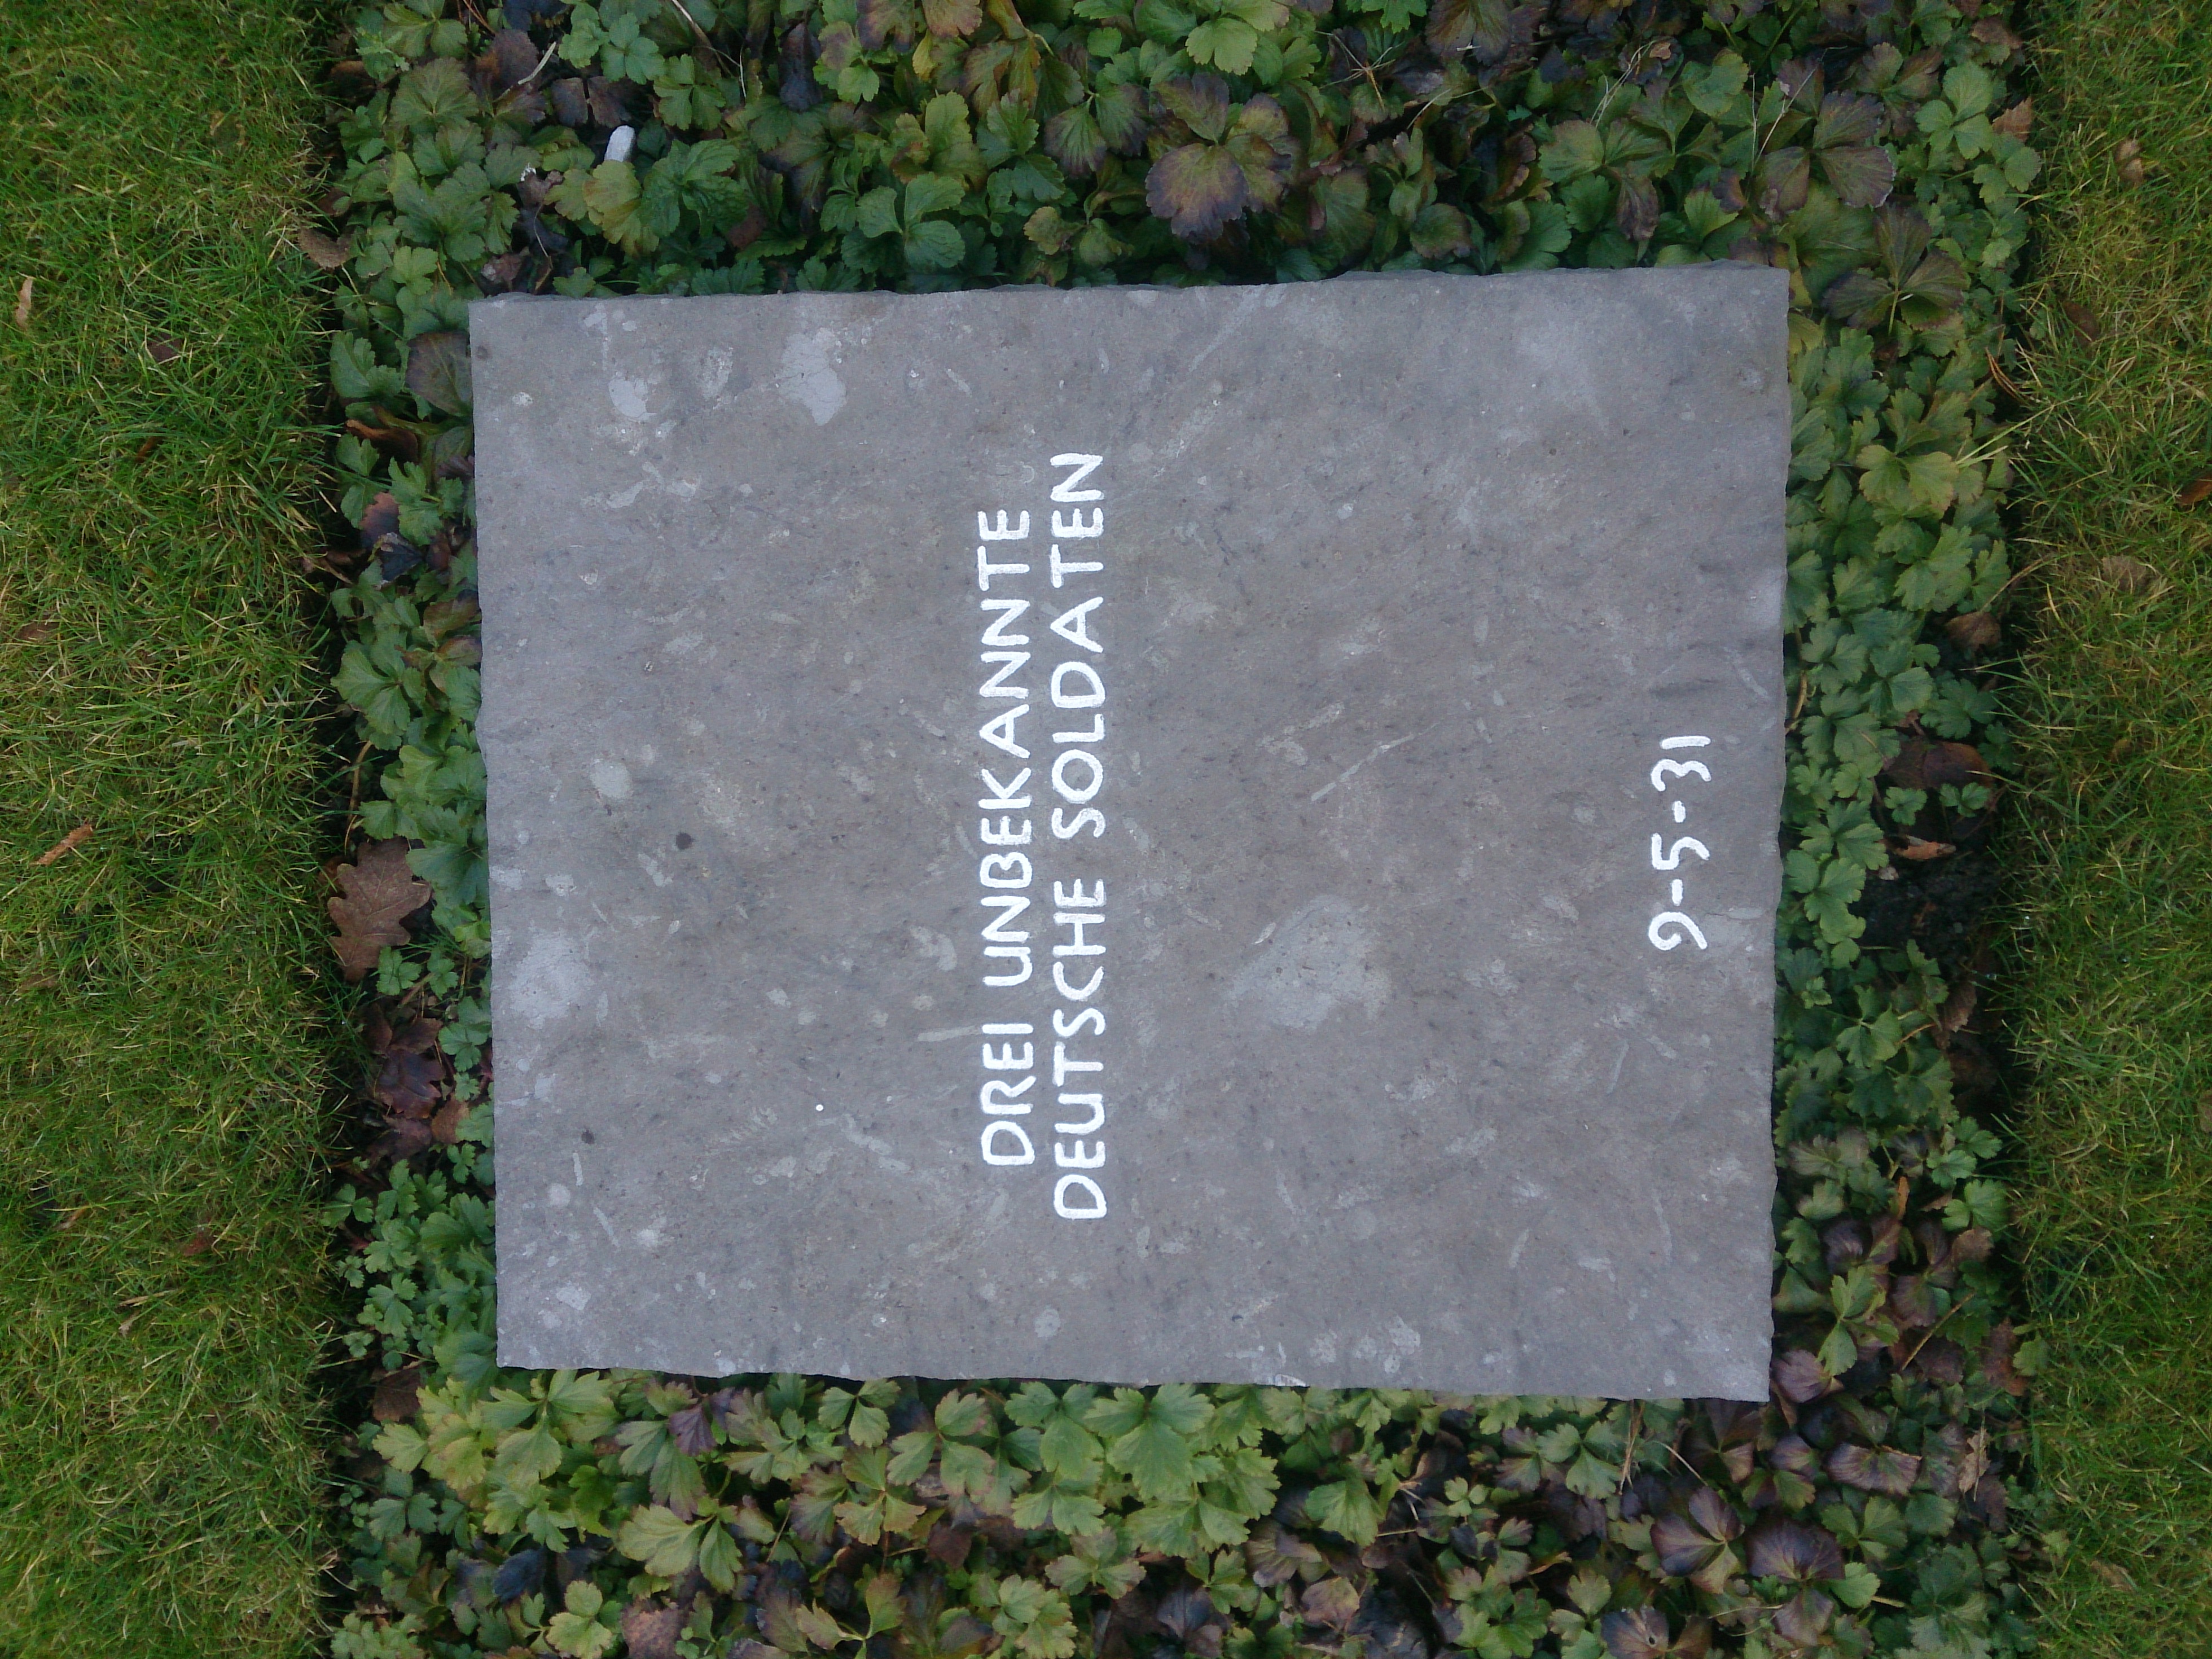 DREI UNBEKANNTE
DEUTSCHE SOLDATEN
9-5-31